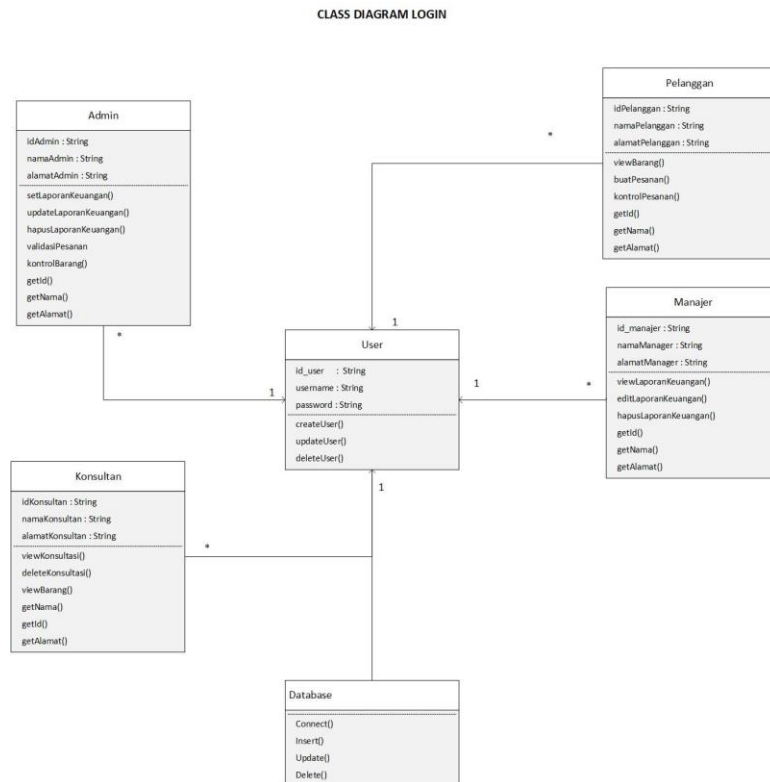 CLASS DIAGRAM LOGIN
Admin
idAdmin : String
namaAdmin : String
alamatAdmin : String
setLaporanKeuangan()
updateLaporanKeuangan()
hapusLaporanKeuangan()
validasiPesanan
kontrolBarang()
getId()
getNama()
getAlamat()
*
1
Pelanggan
idPelanggan : String
namaPelanggan : String
alamatPelanggan : String
viewBarang()
buatPesanan()
kontrolPesanan()
getId()
getNama()
getAlamat()
*
1
User
id_user : String
username : String
password : String
createUser()
updateUser()
deleteUser()
1
*
Manajer
id_manajer : String
namaManager : String
alamatManager : String
viewLaporanKeuangan()
editLaporanKeuangan()
hapusLaporanKeuangan()
getId()
getNama()
getAlamat()
Konsultan
idKonsultan : String
namaKonsultan : String
alamatKonsultan : String
viewKonsultasi()
deleteKonsultasi()
viewBarang()
getNama()
getId()
getAlamat()
*
1
Database
Connect()
Insert()
Update()
Delete()